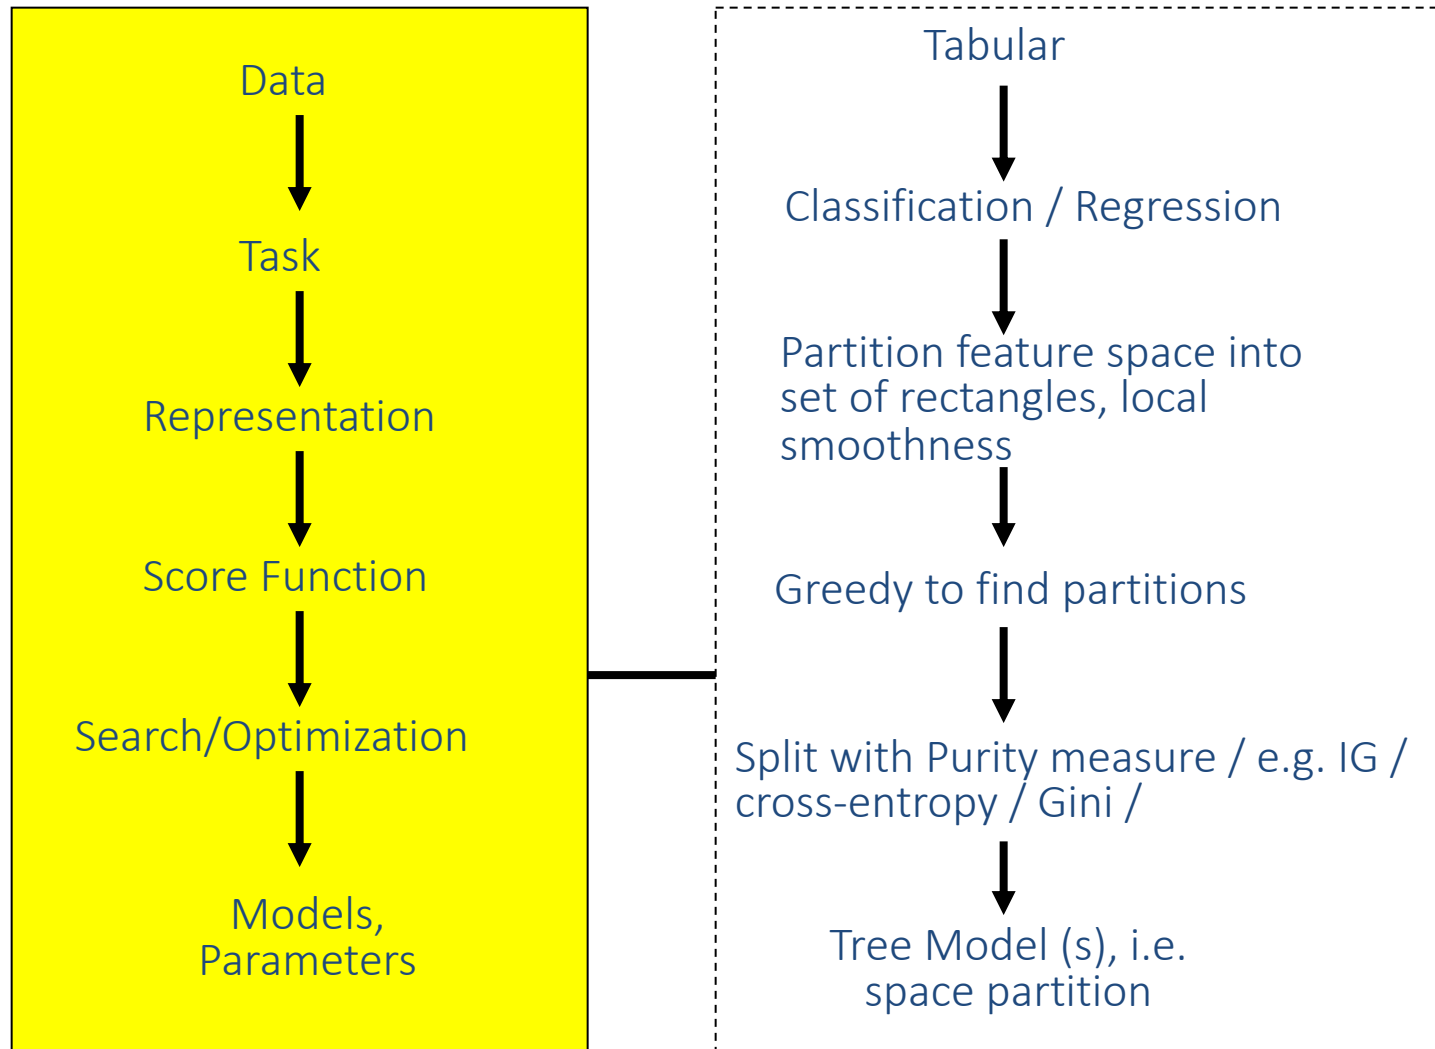 Data
Task
Representation
Score Function
Search/Optimization
Models,
Parameters
Tabular
Classification / Regression
Partition feature space into
set of rectangles, local
smoothness
Greedy to find partitions
Split with Purity measure / e.g. IG /
cross-entropy / Gini /
Tree Model (s), i.e.
space partition